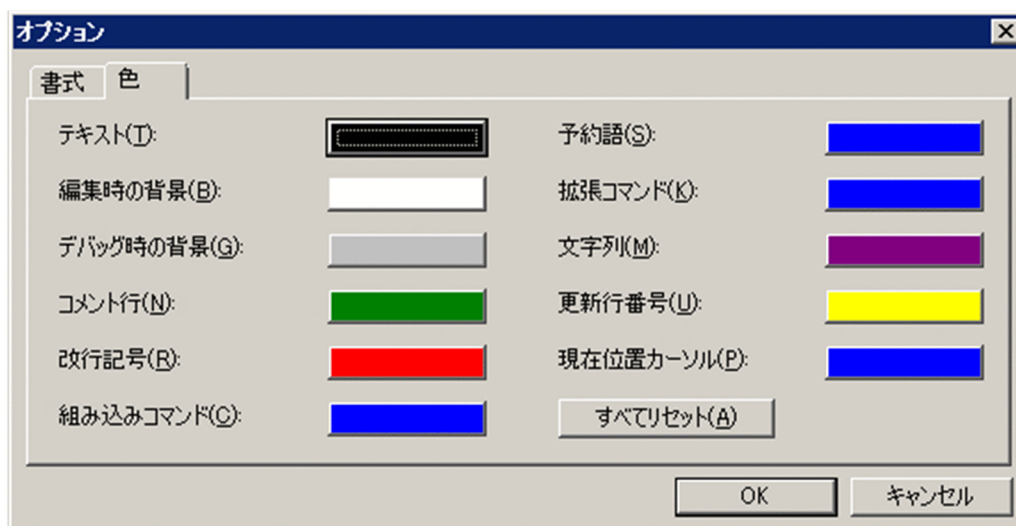 オプション
書式 色
テキスト(T): 予約語(S):
編集時の背景(B): 拡張コマンド(K):
デバッグ時の背景(G): 文字列(M):
コメント行(N): 更新行番号(U):
改行記号(R): 現在位置カーソル(P):
組み込みコマンド(C): すべてリセット(A)
OK キャンセル